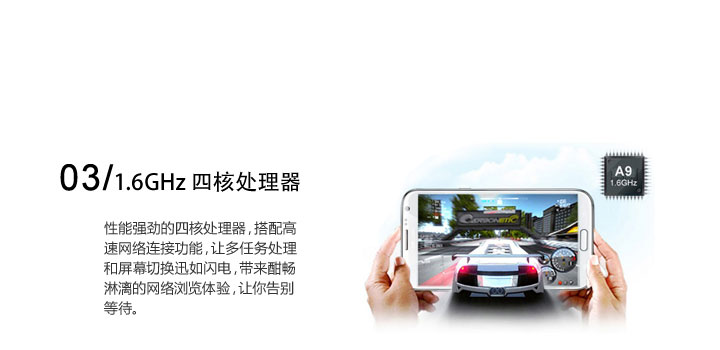 03/1.6GHz 四核处理器
A9
1.6GHz
性能强劲的四核处理器，搭配高
速网络连接功能，让多任务处理
和屏幕切换迅如闪电，带来酣畅
淋漓的网络浏览体验，让你告别
等待。